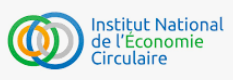 Institut National
de l'Économie
Circulaire